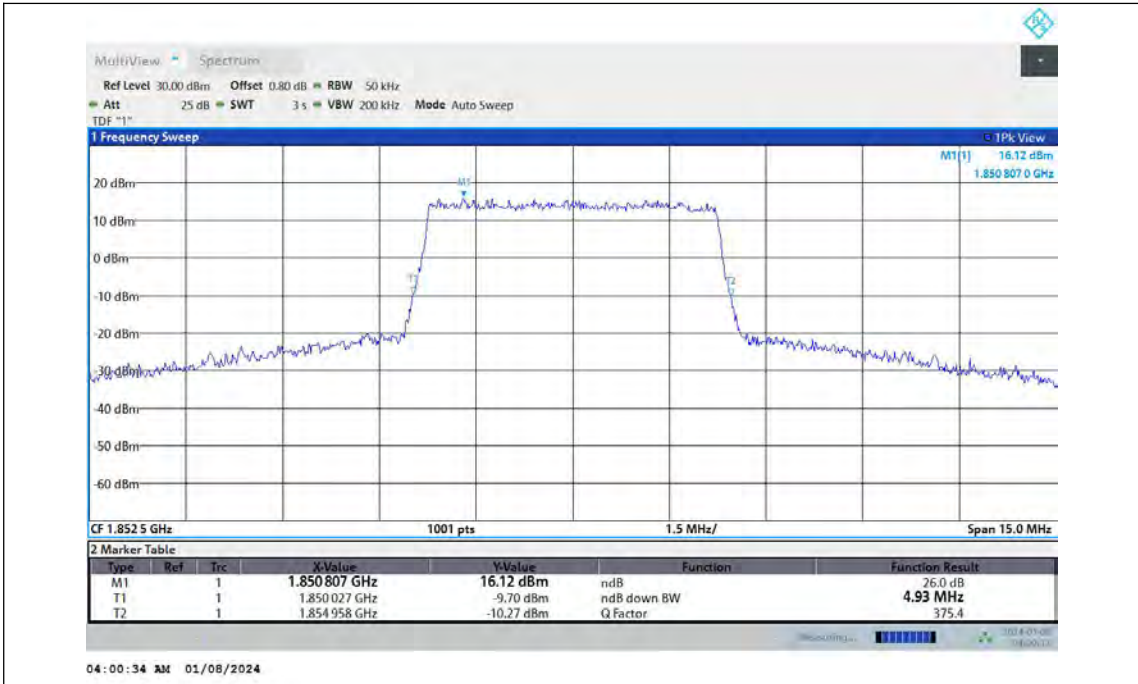 MultiView Spectrum
Ref Level 30.00 dBm Offset 0.80 dB RBW 50 kHz
Att 25 dB SWT 3 s VBW 200 kHz Mode Auto Sweep
TDF "1"
1 Frequency Sweep 1Pk View
M1[1] 16.12 dBm
1.850 807 0 GHz
M1
20 dBm
10 dBm
0 dBm
T1
T2
-10 dBm
-20 dBm
-30 dBm
-40 dBm
-50 dBm
-60 dBm
CF 1.852 5 GHz 1001 pts 1.5 MHz/ Span 15.0 MHz
2 Marker Table
Type Ref Trc X-Value Y-Value Function Function Result
M1 1 1.850 807 GHz 16.12 dBm ndB 26.0 dB
T1 1 1.850 027 GHz -9.70 dBm ndB down BW 4.93 MHz
T2 1 1.854 958 GHz -10.27 dBm Q Factor 375.4
Measuring...
04:00:34 AM 01/08/2024